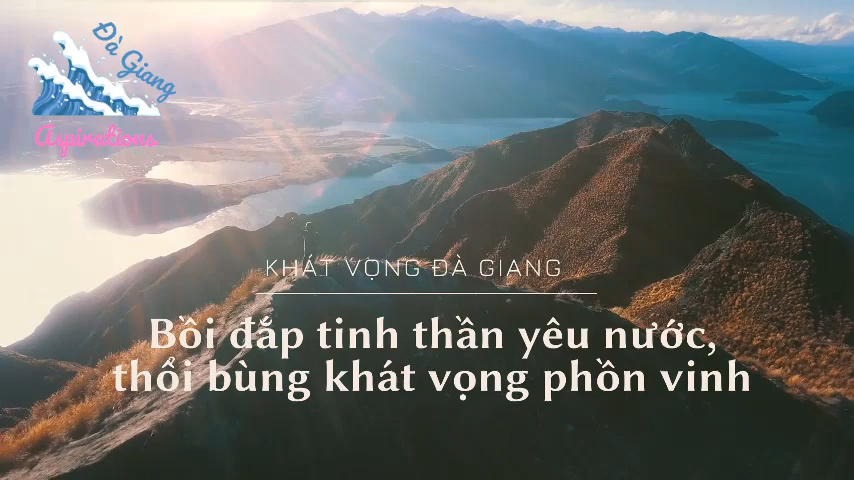 Đà Giang
Aspirations
KHÁT VỌNG ĐÀ GIANG
Bồi đắp tinh thần yêu nước,
thổi bùng khát vọng phồn vinh